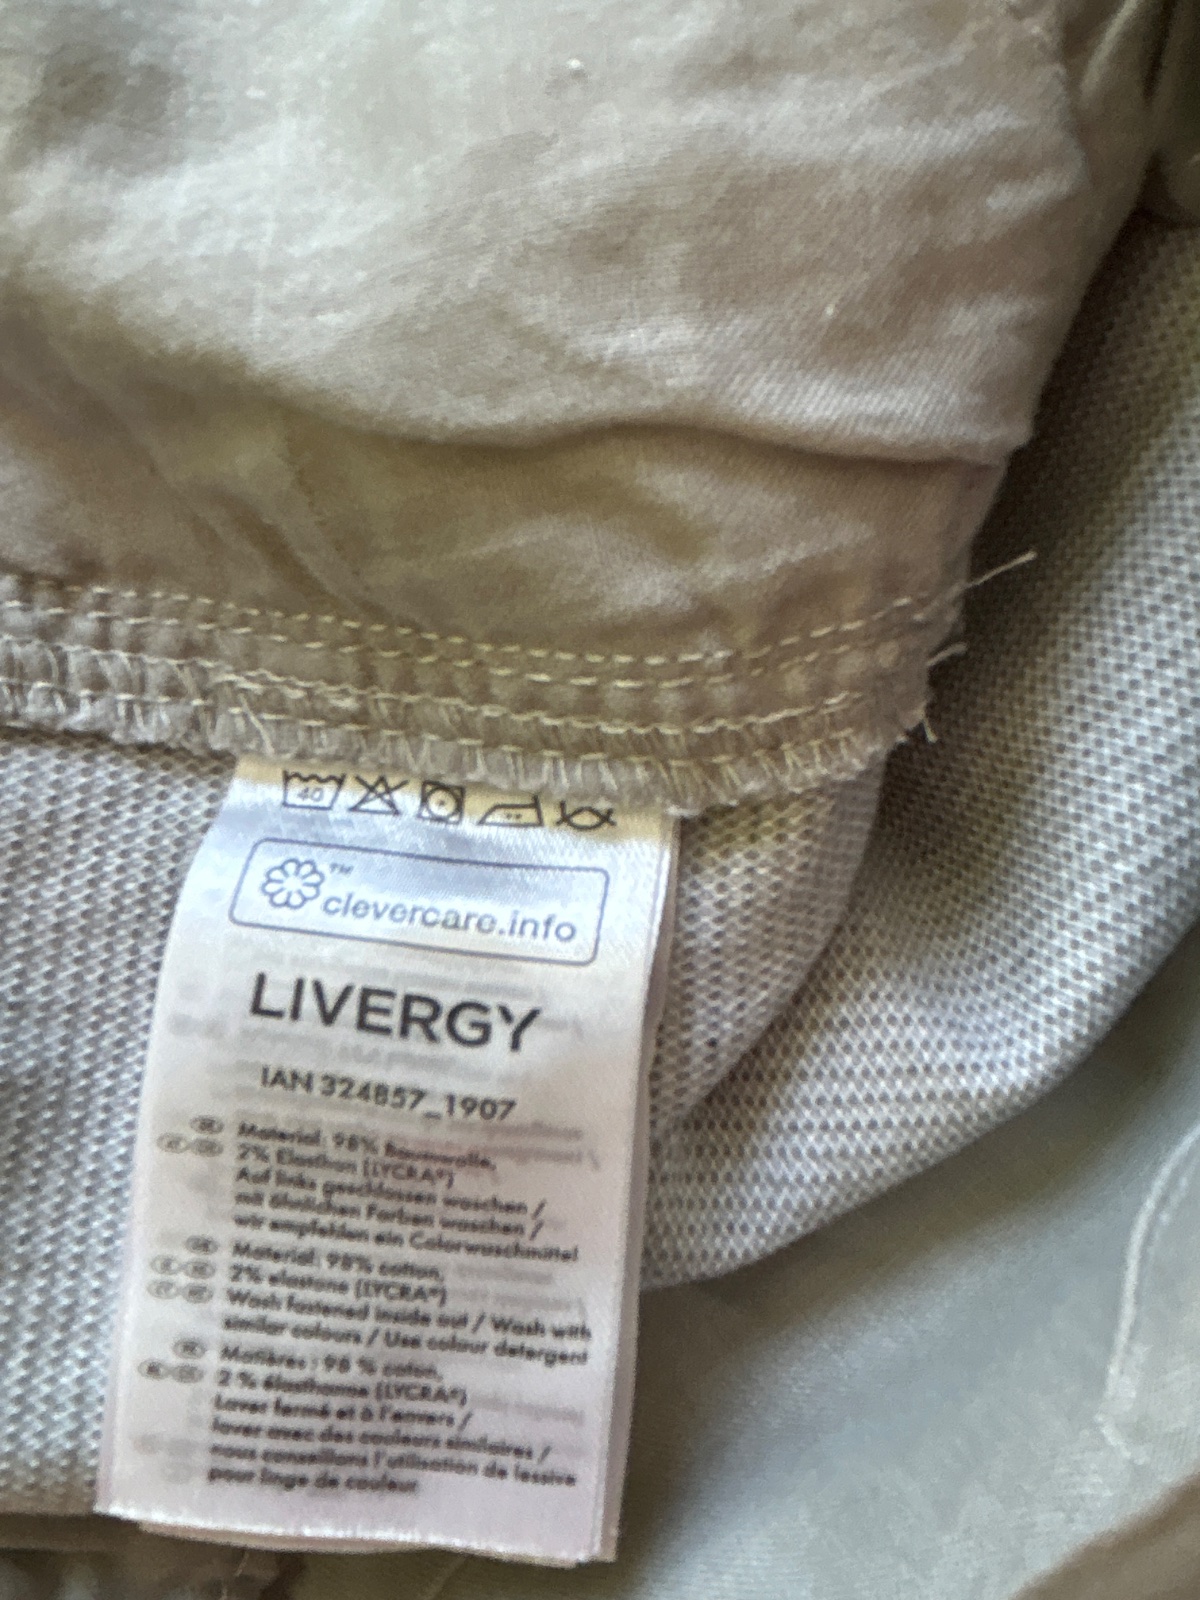 40
™
clevercare.info
LIVERGY
IAN 324857_1907
Material: 98% Baumwolle,
2% Elasthan (LYCRA®)
Auf links geschlossen waschen /
mit ähnlichen Farben waschen /
wir empfehlen ein Colorwaschmittel
Material: 98% cotton,
2% elastane (LYCRA®)
Wash fastened inside out / Wash with
similar colours / Use colour detergent
Matières : 98 % coton,
2 % élasthanne (LYCRA®)
Laver fermé et à l'envers /
laver avec des couleurs similaires /
nous conseillons l'utilisation de lessive
pour linge de couleur